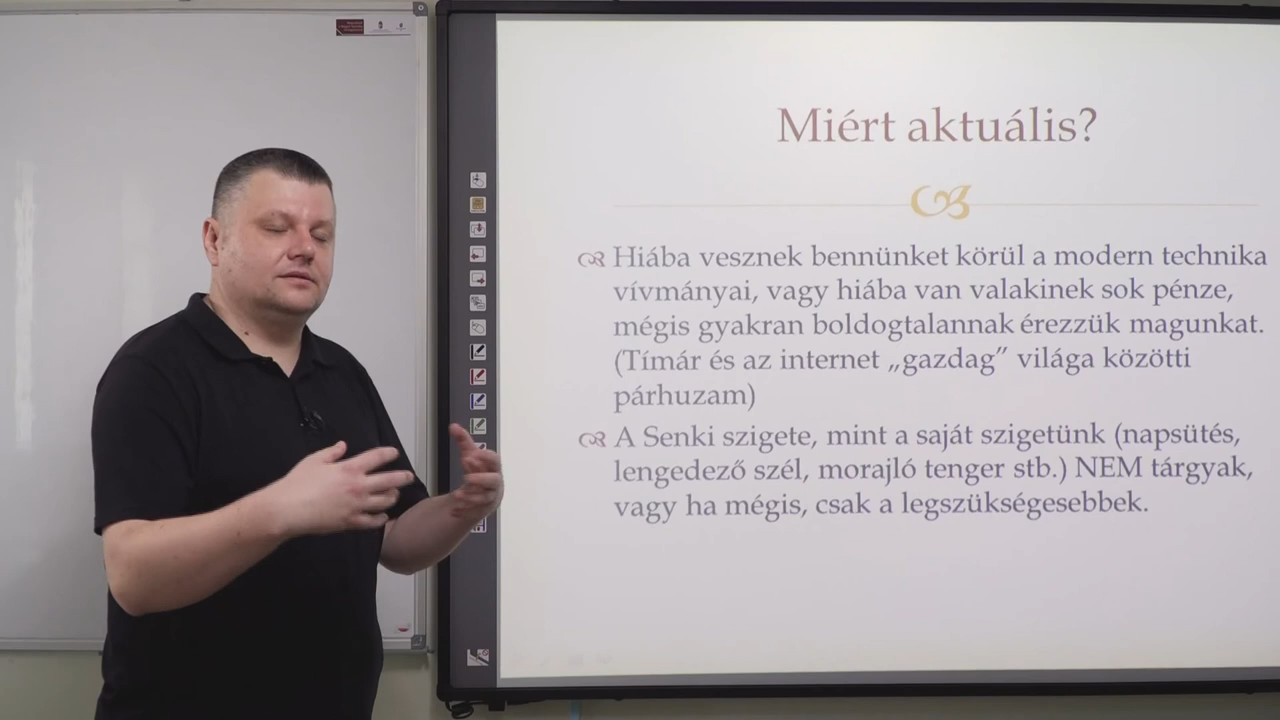 Miért aktuális?
Hiába vesznek bennünket körül a modern technika
vívmányai, vagy hiába van valakinek sok pénze,
mégis gyakran boldogtalannak érezzük magunkat.
(Tímár és az internet „gazdag” világa közötti
párhuzam)
A Senki szigete, mint a saját szigetünk (napsütés,
lengedező szél, morajló tenger stb.) NEM tárgyak,
vagy ha mégis, csak a legszükségesebbek.